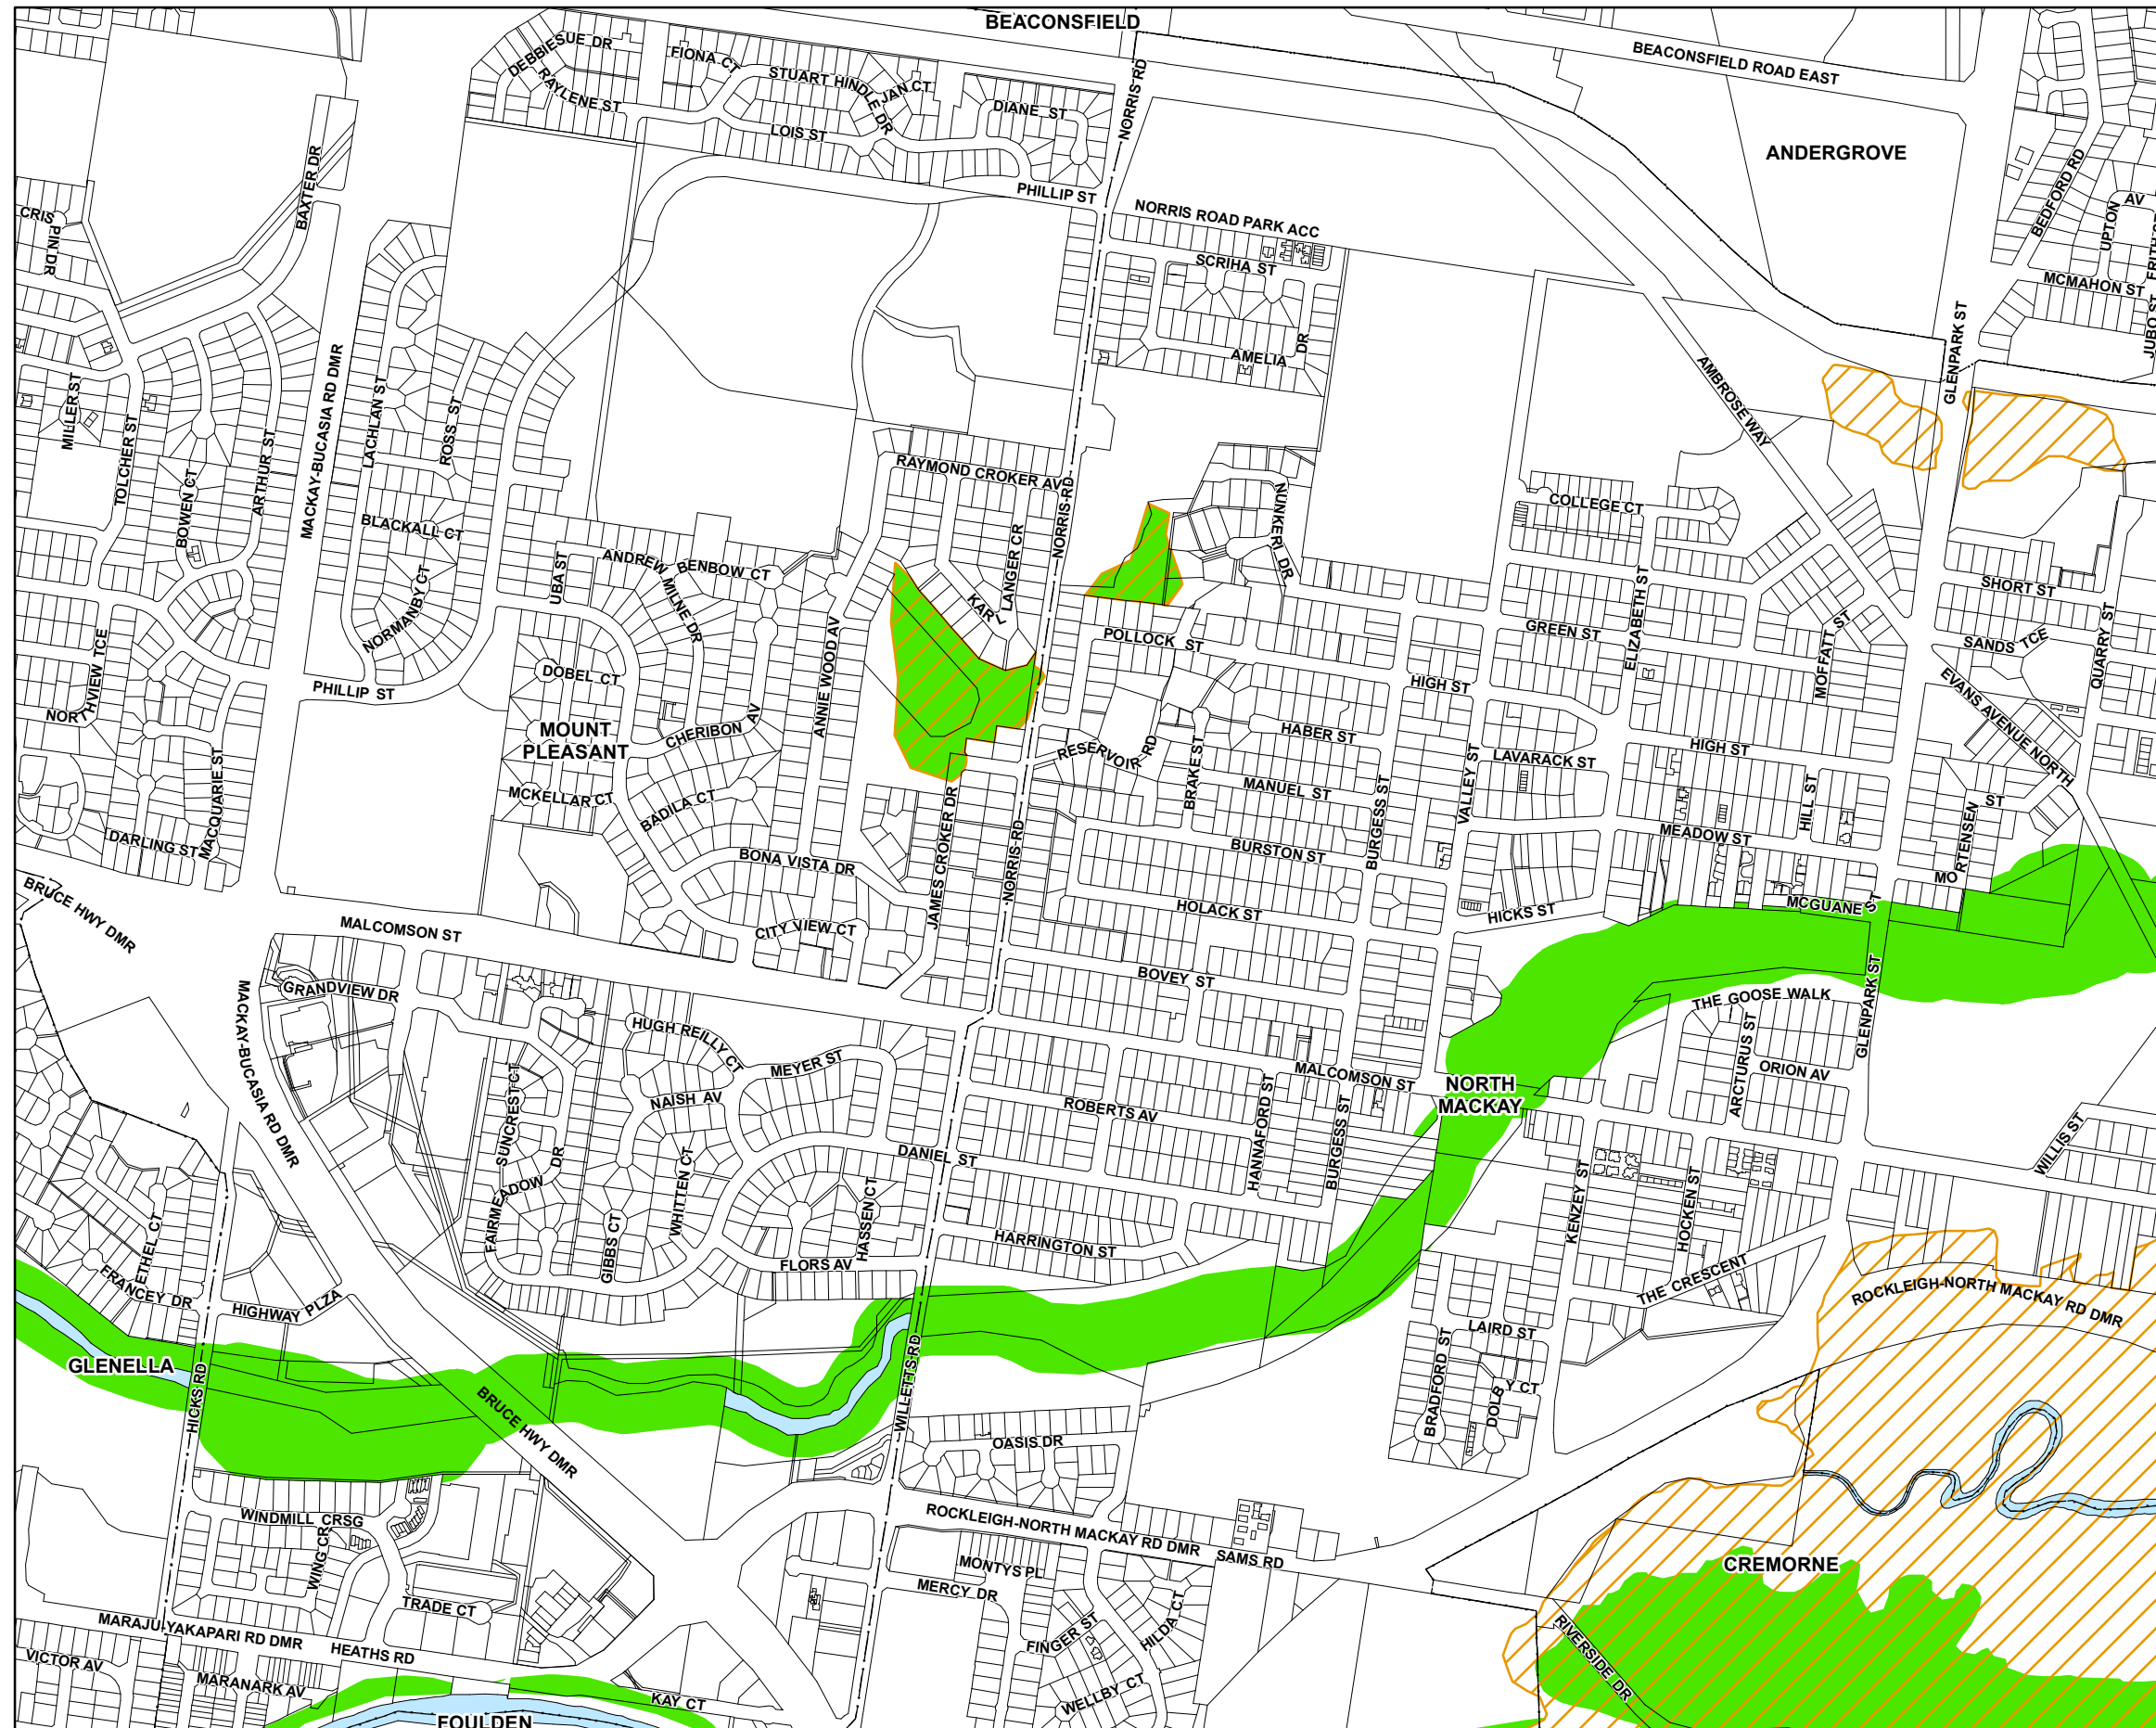 BEACONSFIELD
DEBBIESUE DR
FIONA CT
STUART HINDLE DR
JAN CT
RAYLENE ST
LOIS ST
DIANE ST
NORRIS RD
BEACONSFIELD ROAD EAST
ANDERGROVE
BAXTER DR
CRISPIN DR
PHILLIP ST
NORRIS ROAD PARK ACC
SCRIHA ST
BEDFORD RD
UPTON
AV
MCMAHON ST
JUBO ST
GLENPARK ST
AMELIA DR
AMBROSE WAY
MILLER ST
TOLCHER ST
BOWEN CT
ARTHUR ST
MACKAY-BUCASIA RD DMR
LACHLAN ST
ROSS ST
BLACKALL CT
NORMANBY CT
UBA ST
ANDREW MILNE DR
BENBOW CT
RAYMOND CROKER AV
NORRIS RD
LANGER CR
KARL
NUNKERI DR
COLLEGE CT
ELIZABETH ST
GREEN ST
MOFFATT ST
SHORT ST
SANDS TCE
QUARRY ST
EVANS AVENUE NORTH
POLLOCK ST
HIGH ST
NORTHVIEW TCE
PHILLIP ST
DOBEL CT
MOUNT
PLEASANT
CHERIBON AV
ANNIE WOOD AV
MACQUARIE ST
MCKELLAR CT
BADILA CT
RESERVOIR RD
BRAKE ST
HABER ST
MANUEL ST
BURGESS ST
VALLEY ST
LAVARACK ST
HIGH ST
HILL ST
MEADOW ST
MORTENSEN ST
DARLING ST
BONA VISTA DR
JAMES CROKER DR
NORRIS RD
BURSTON ST
HOLACK ST
HICKS ST
MCGUANE ST
BRUCE HWY DMR
MALCOMSON ST
CITY VIEW CT
BOVEY ST
GRANDVIEW DR
MACKAY-BUCASIA RD DMR
HUGH REILLY CT
MEYER ST
NAISH AV
SUNCREST CT
MALCOMSON ST
NORTH
MACKAY
THE GOOSE WALK
ARCTURUS ST
GLENPARK ST
ORION AV
ROBERTS AV
HANNAFORD ST
BURGESS ST
DANIEL ST
WILLIS ST
FAIRMEADOW DR
GIBBS CT
WHITTEN CT
HASSEN CT
FLORS AV
HARRINGTON ST
KENZEY ST
HOCKEN ST
THE CRESCENT
ROCKLEIGH-NORTH MACKAY RD DMR
ETHEL CT
FRANCEY DR
HIGHWAY PLZA
GLENELLA
HICKS RD
BRUCE HWY DMR
WILLETTS RD
LAIRD ST
BRADFORD ST
DOLBY CT
OASIS DR
ROCKLEIGH-NORTH MACKAY RD DMR
SAMS RD
CREMORNE
WINDMILL CRSG
WING CR
TRADE CT
MONTYS PL
MERCY DR
FINGER ST
HILDA CT
WELLBY CT
RIVERSIDE DR
MARAJU-YAKAPARI RD DMR
HEATHS RD
VICTOR AV
MARANARK AV
KAY CT
FOULDEN